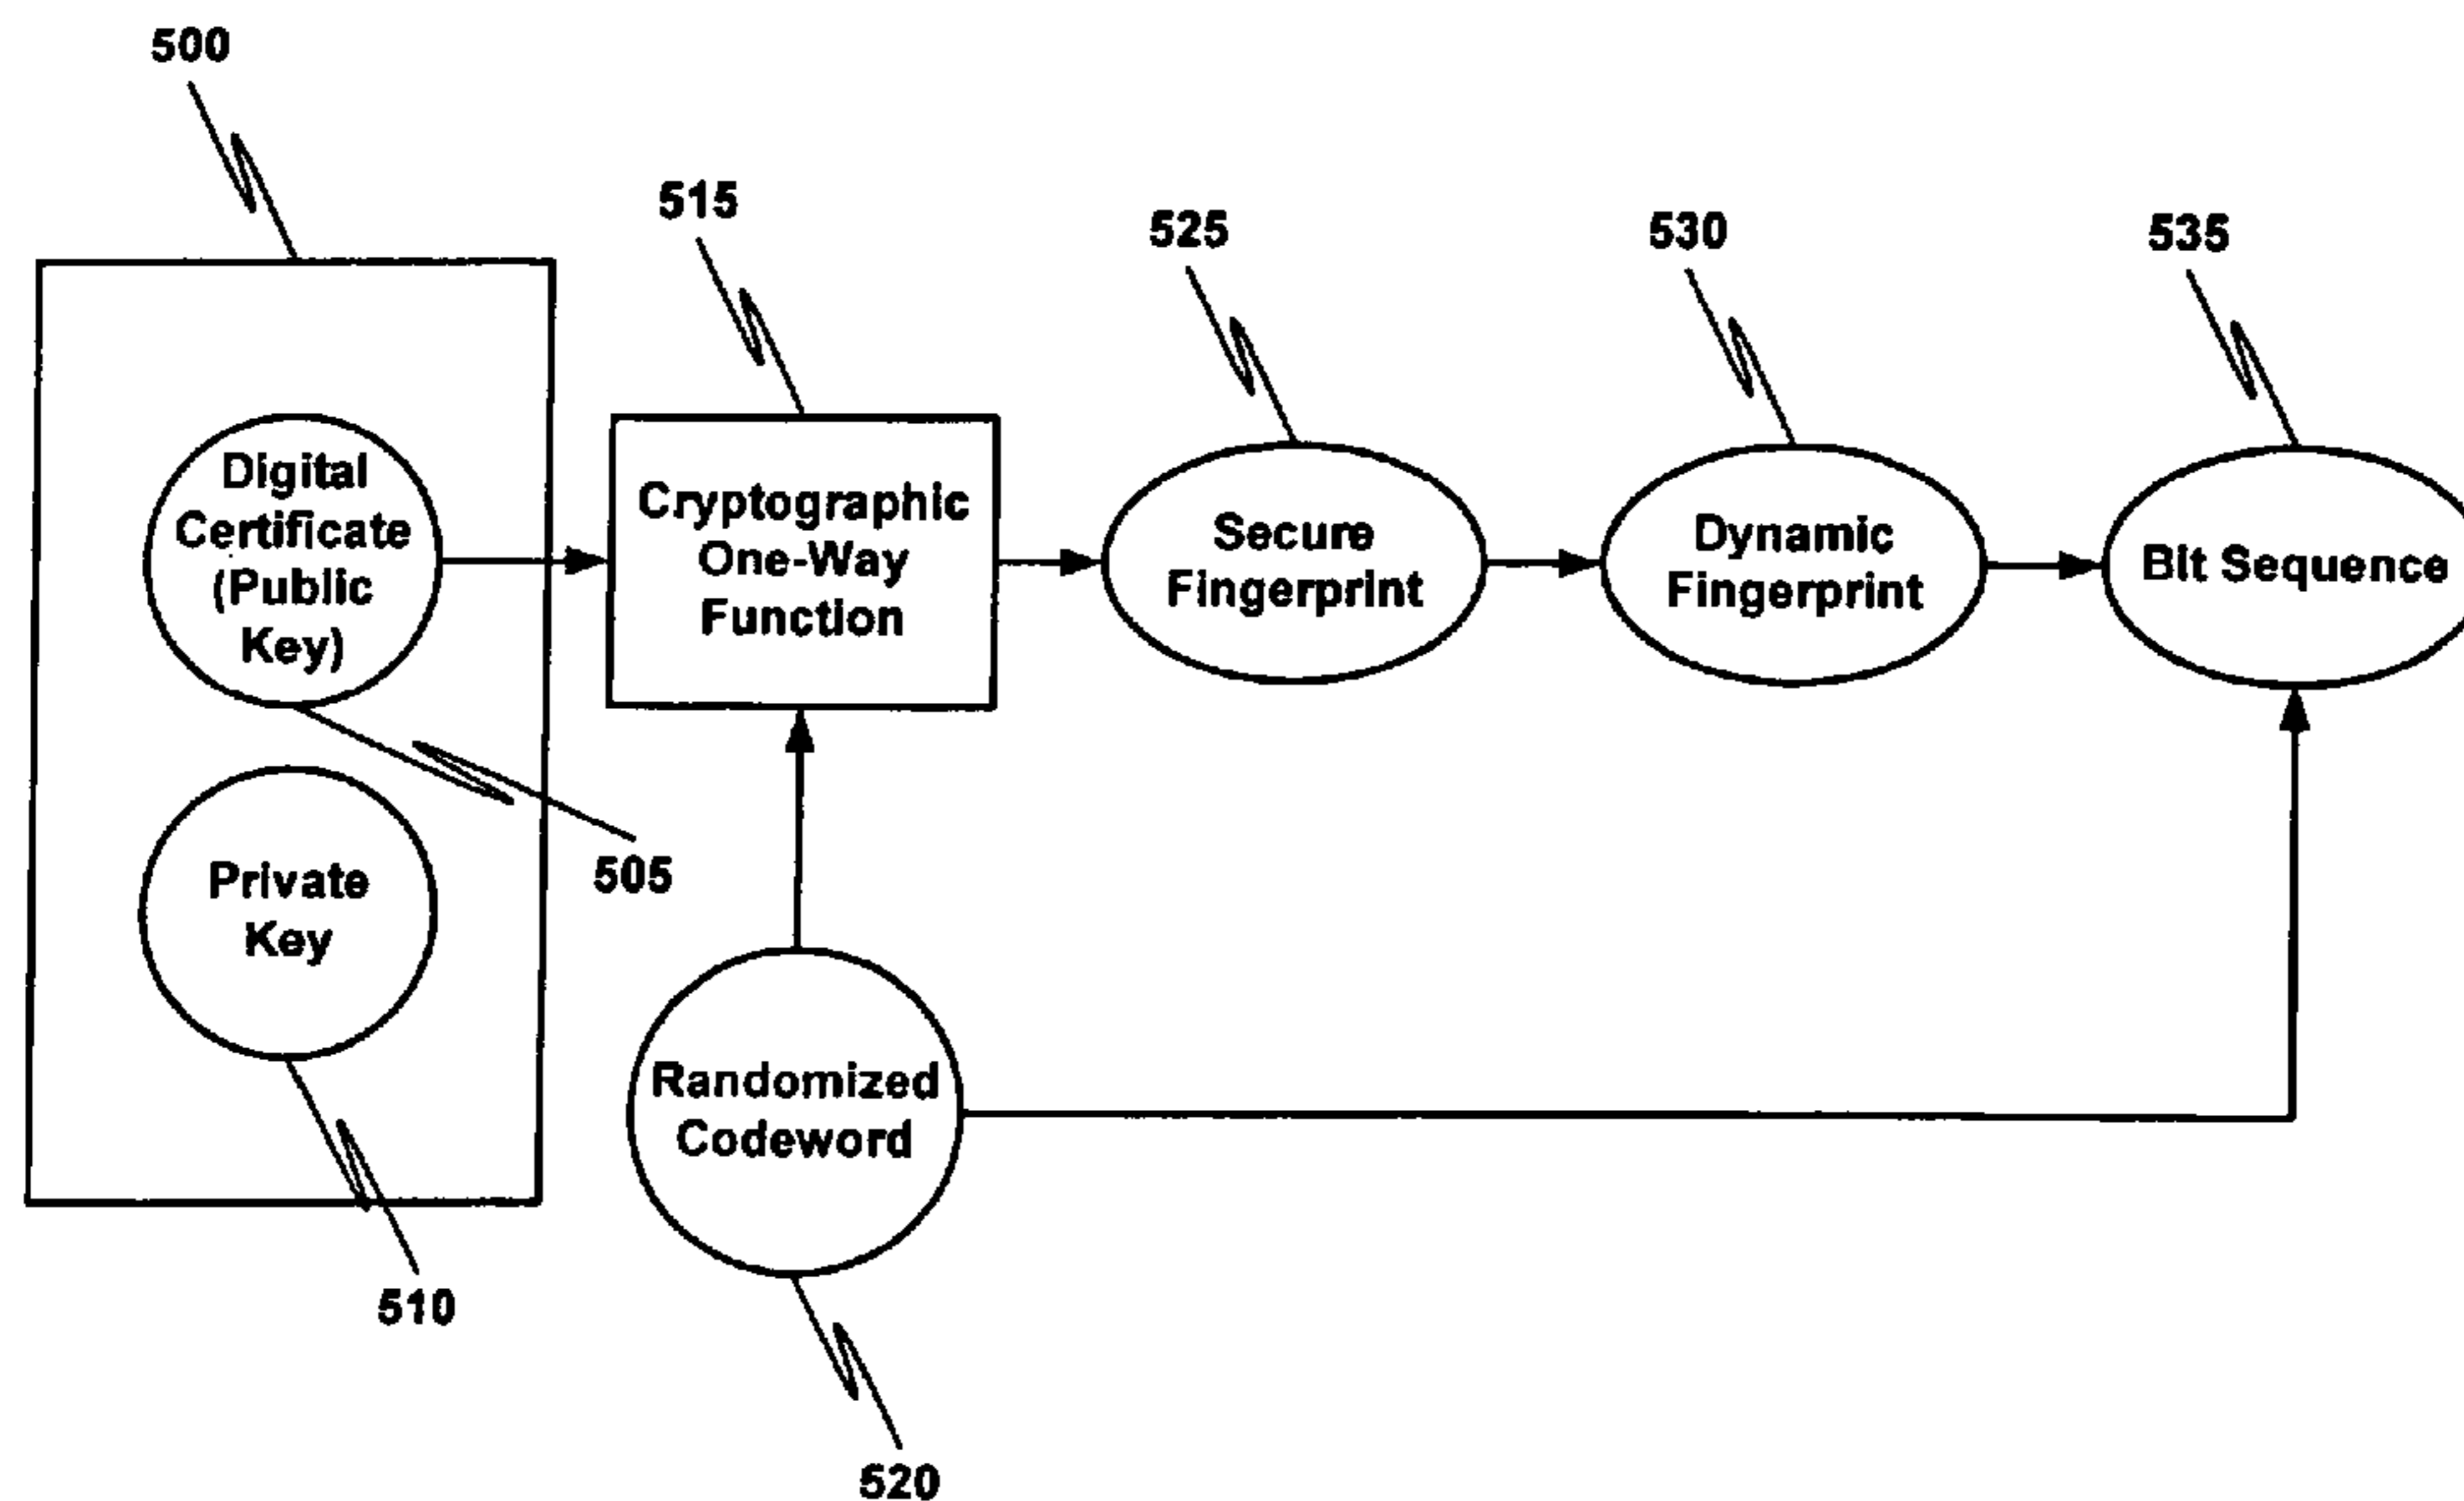 500
515
525
530
535
Digital
Certificate
(Public
Key)
Cryptographic
One-Way
Function
Secure
Fingerprint
Dynamic
Fingerprint
Bit Sequence
505
Private
Key
Randomized
Codeword
510
520